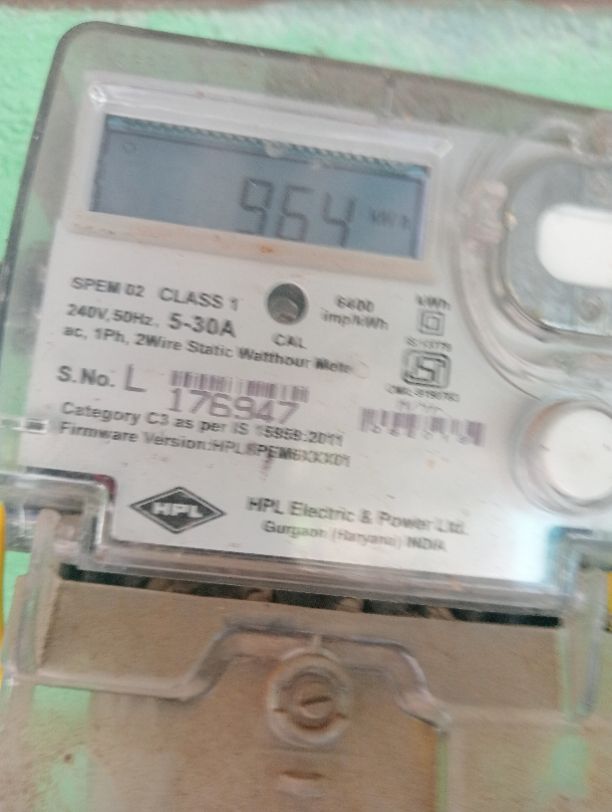 964 kWh
SPEM 02 CLASS 1
240V, 50Hz, 5-30A
CAL
6400
imp/kWh
kWh
ac, 1Ph, 2Wire Static Watthour Meter
S.No. L
176947
Category C3 as per IS 15959:2011
Firmware Version:
HPL
HPL Electric & Power Ltd.
Gurgaon (Haryana) INDIA